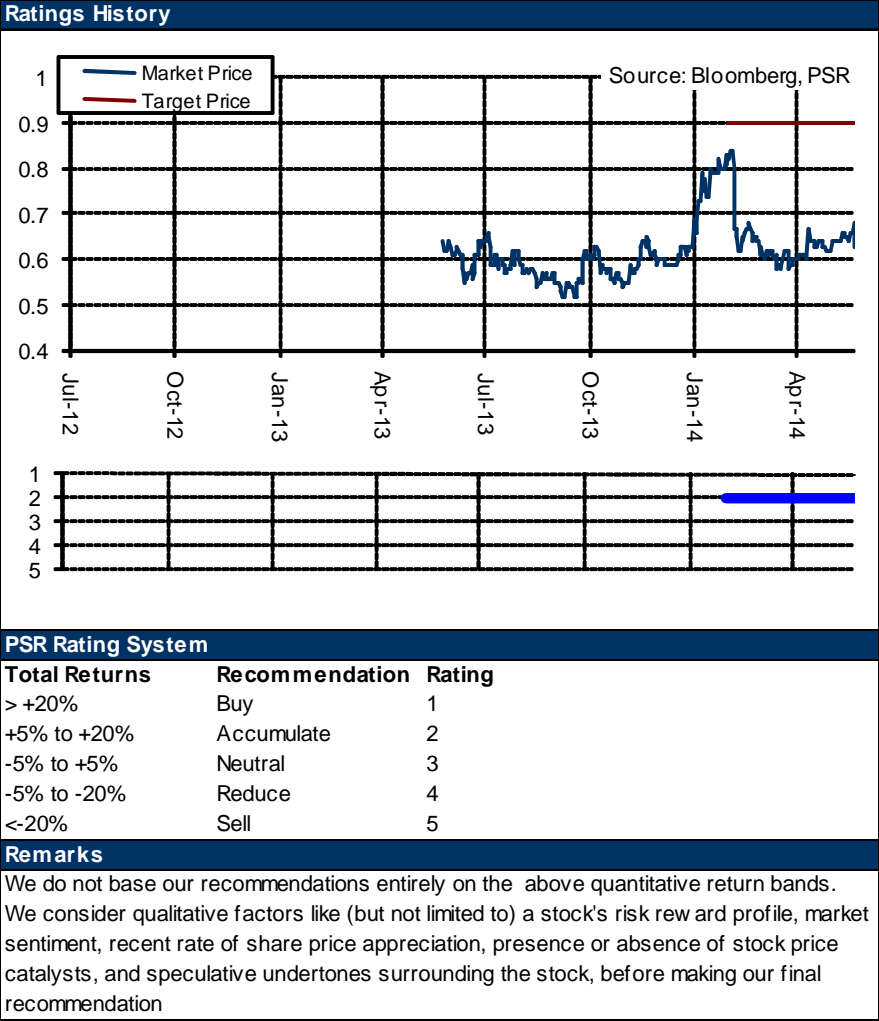 Ratings History
Market Price
Target Price
Source: Bloomberg, PSR
1
0.9
0.8
0.7
0.6
0.5
0.4
Jul-12
Oct-12
Jan-13
Apr-13
Jul-13
Oct-13
Jan-14
Apr-14
1
2
3
4
5
PSR Rating System
Total Returns Recommendation Rating
> +20% Buy 1
+5% to +20% Accumulate 2
-5% to +5% Neutral 3
-5% to -20% Reduce 4
<-20% Sell 5
Remarks
We do not base our recommendations entirely on the above quantitative return bands.
We consider qualitative factors like (but not limited to) a stock's risk rew ard profile, market
sentiment, recent rate of share price appreciation, presence or absence of stock price
catalysts, and speculative undertones surrounding the stock, before making our final
recommendation